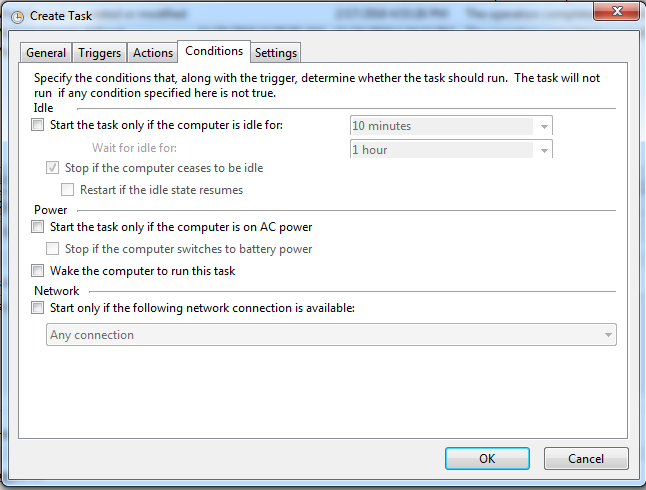 Create Task
General Triggers Actions Conditions Settings
Specify the conditions that, along with the trigger, determine whether the task should run. The task will not
run if any condition specified here is not true.
Idle
Start the task only if the computer is idle for: 10 minutes
Wait for idle for: 1 hour
Stop if the computer ceases to be idle
Restart if the idle state resumes
Power
Start the task only if the computer is on AC power
Stop if the computer switches to battery power
Wake the computer to run this task
Network
Start only if the following network connection is available:
Any connection
OK Cancel